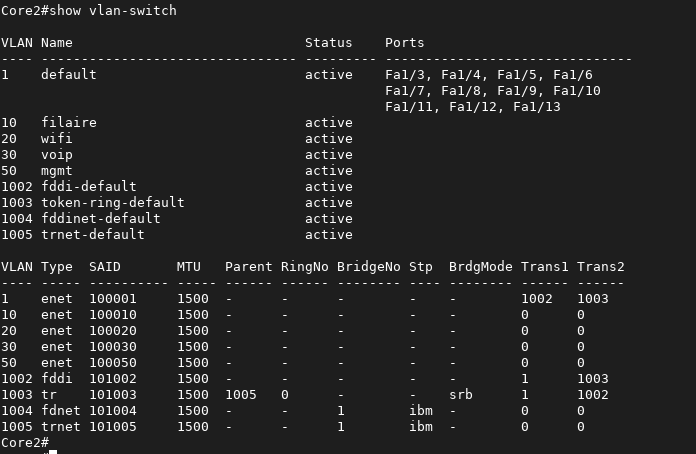 Core2#show vlan-switch

VLAN Name                             Status    Ports
---- -------------------------------- --------- -------------------------------
1    default                          active    Fa1/3, Fa1/4, Fa1/5, Fa1/6
                                                Fa1/7, Fa1/8, Fa1/9, Fa1/10
                                                Fa1/11, Fa1/12, Fa1/13
10   filaire                          active
20   wifi                             active
30   voip                             active
50   mgmt                             active
1002 fddi-default                     active
1003 token-ring-default               active
1004 fddinet-default                  active
1005 trnet-default                    active

VLAN Type  SAID       MTU   Parent RingNo BridgeNo Stp  BrdgMode Trans1 Trans2
---- ----- ---------- ----- ------ ------ -------- ---- -------- ------ ------
1    enet  100001     1500  -      -      -        -    -        1002   1003
10   enet  100010     1500  -      -      -        -    -        0      0
20   enet  100020     1500  -      -      -        -    -        0      0
30   enet  100030     1500  -      -      -        -    -        0      0
50   enet  100050     1500  -      -      -        -    -        0      0
1002 fddi  101002     1500  -      -      -        -    -        1      1003
1003 tr    101003     1500  1005   0      -        -    srb      1      1002
1004 fdnet 101004     1500  -      -      1        ibm  -        0      0
1005 trnet 101005     1500  -      -      1        ibm  -        0      0
Core2#